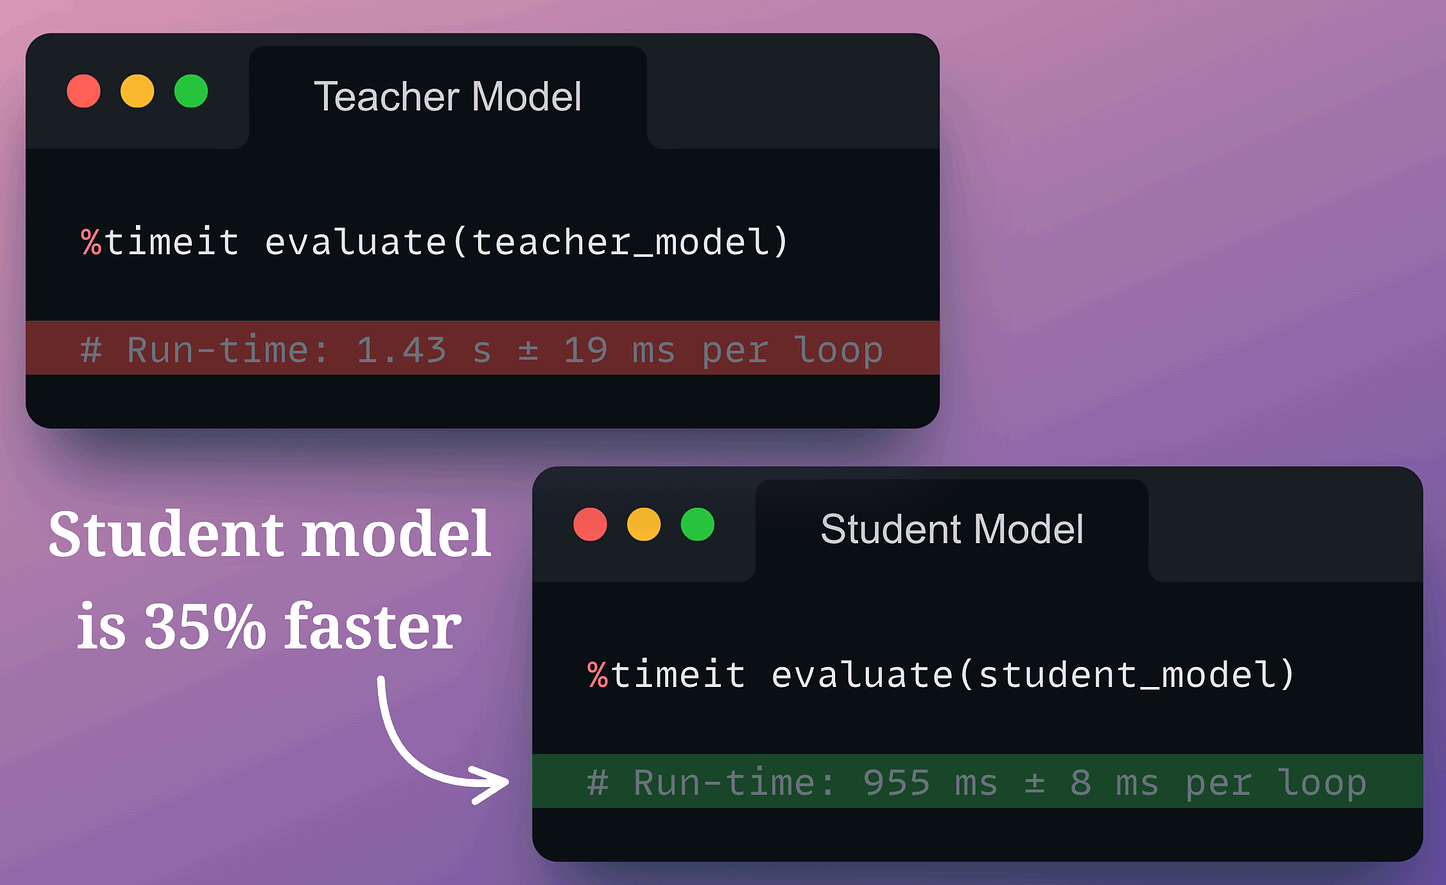 Teacher Model
%timeit evaluate(teacher_model)
# Run-time: 1.43 s ± 19 ms per loop
Student model
is 35% faster
Student Model
%timeit evaluate(student_model)
# Run-time: 955 ms ± 8 ms per loop